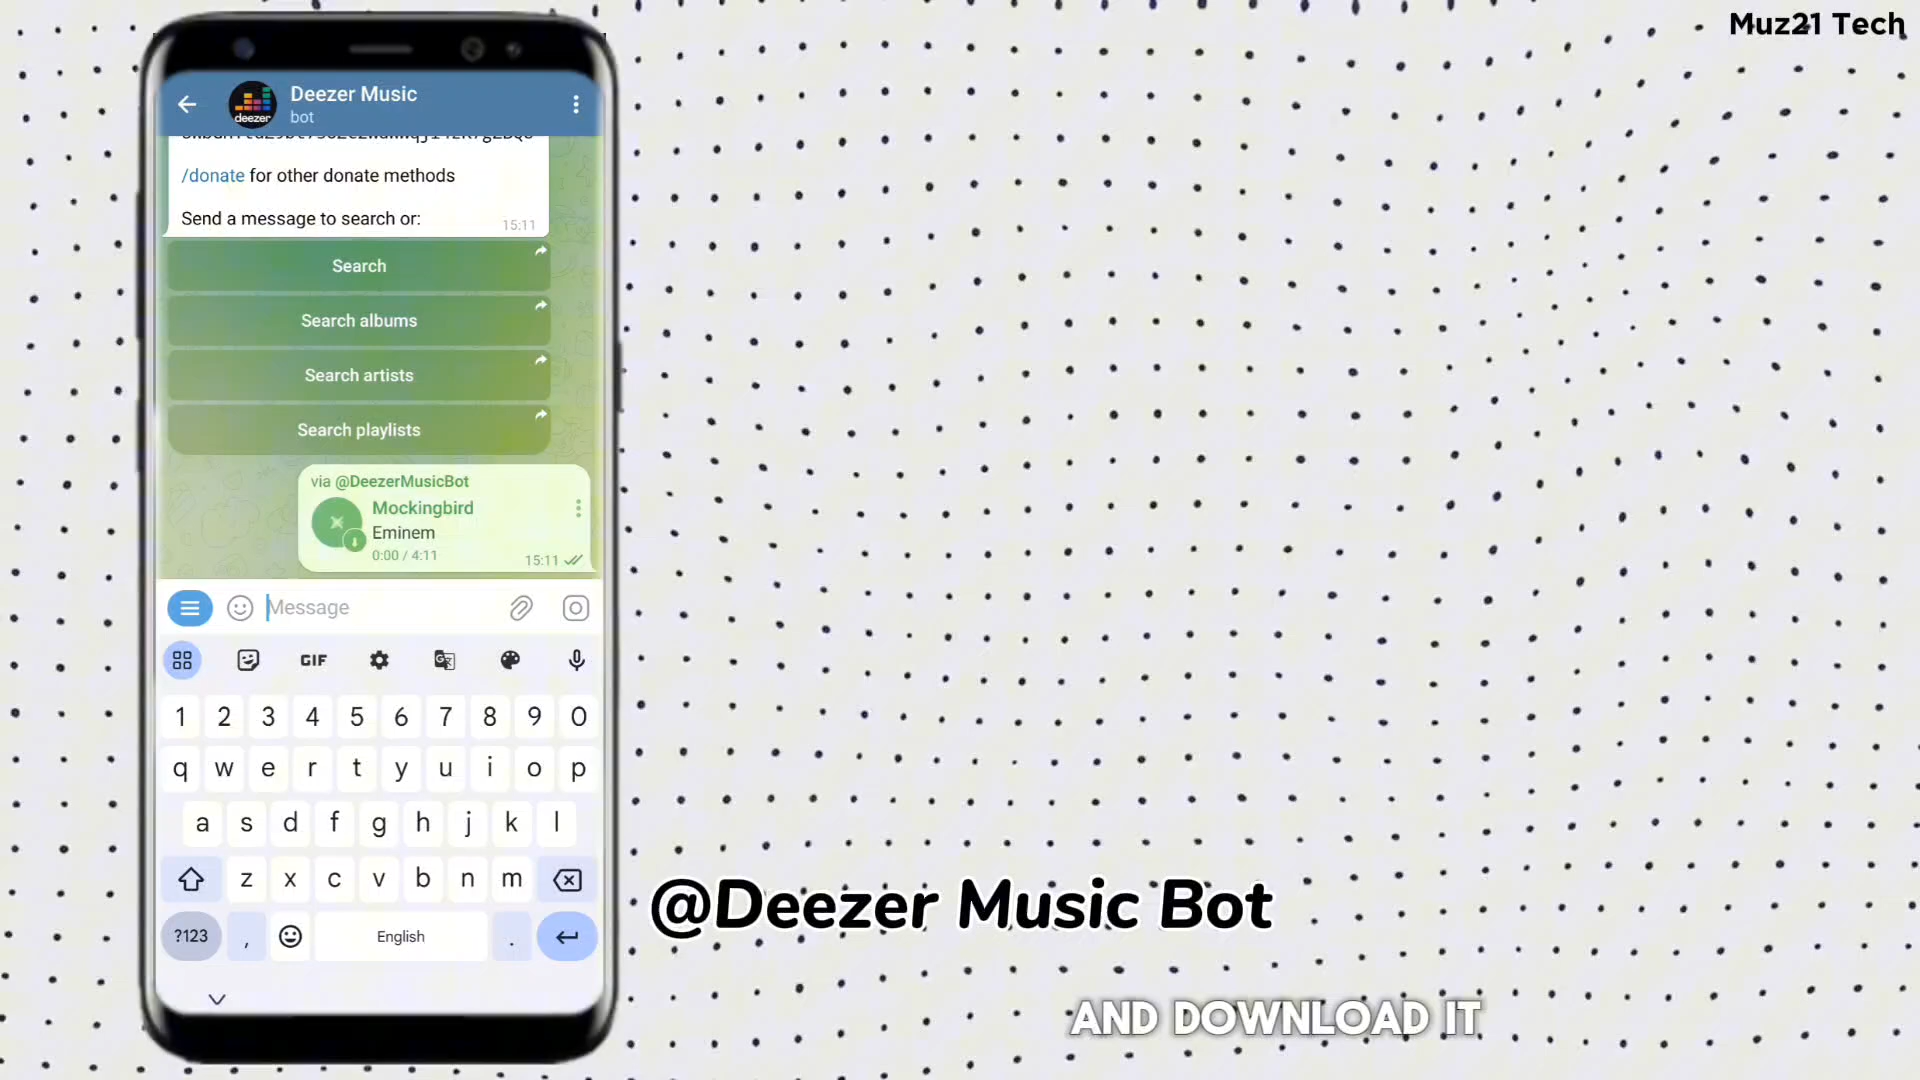 Muz21 Tech
deezer
Deezer Music
bot
/donate for other donate methods
Send a message to search or:
15:11
Search
Search albums
Search artists
Search playlists
via @DeezerMusicBot
Mockingbird
Eminem
0:00 / 4:11
15:11
Message
GIF
1 2 3 4 5 6 7 8 9 0
q w e r t y u i o p
a s d f g h j k l
z x c v b n m
?123 , English .
@Deezer Music Bot
AND DOWNLOAD IT